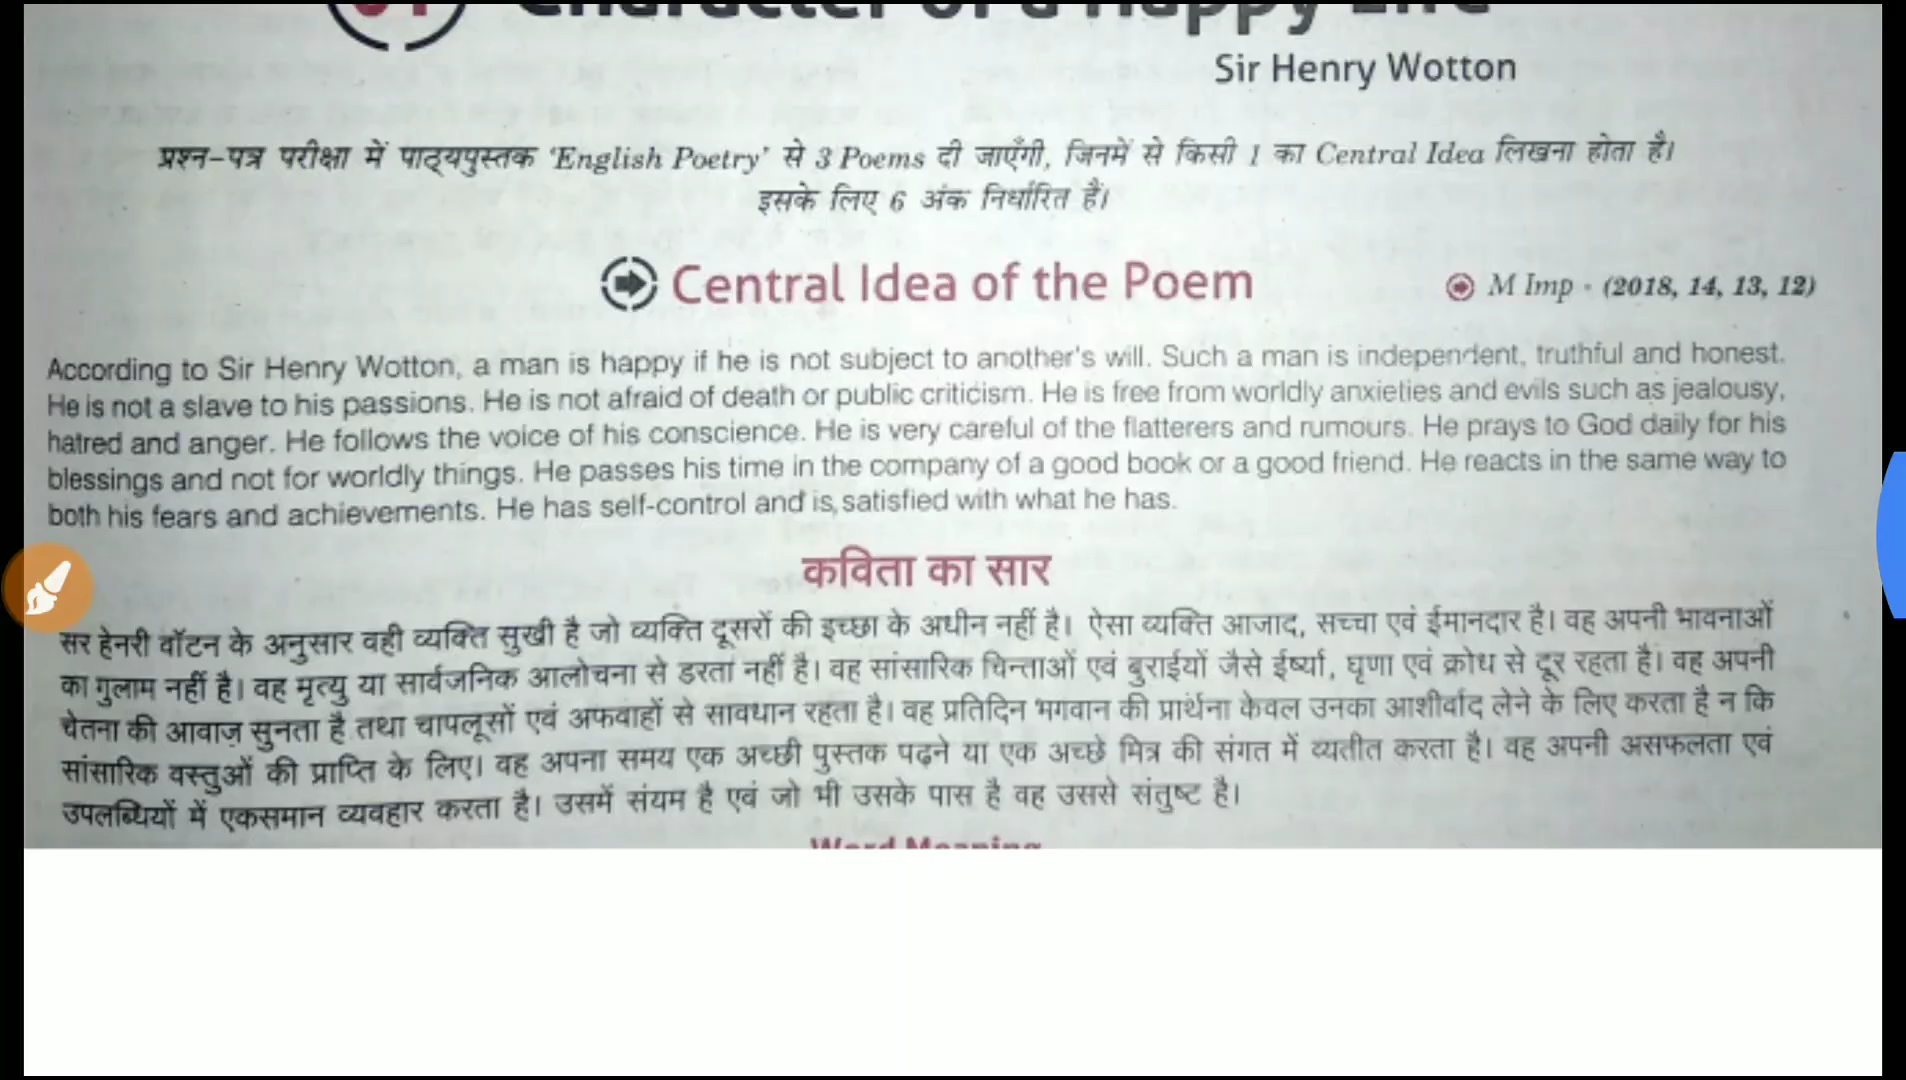 Character of a Happy Life
Sir Henry Wotton
प्रश्न-पत्र परीक्षा में पाठ्यपुस्तक ‘English Poetry’ से 3 Poems दी जाएँगी, जिनमें से किसी 1 का Central Idea लिखना होता है।
इसके लिए 6 अंक निर्धारित हैं।
Central Idea of the Poem
M Imp - (2018, 14, 13, 12)
According to Sir Henry Wotton, a man is happy if he is not subject to another's will. Such a man is independent, truthful and honest.
He is not a slave to his passions. He is not afraid of death or public criticism. He is free from worldly anxieties and evils such as jealousy,
hatred and anger. He follows the voice of his conscience. He is very careful of the flatterers and rumours. He prays to God daily for his
blessings and not for worldly things. He passes his time in the company of a good book or a good friend. He reacts in the same way to
both his fears and achievements. He has self-control and is satisfied with what he has.
कविता का सार
सर हेनरी वॉटन के अनुसार वही व्यक्ति सुखी है जो व्यक्ति दूसरों की इच्छा के अधीन नहीं है। ऐसा व्यक्ति आजाद, सच्चा एवं ईमानदार है। वह अपनी भावनाओं
का गुलाम नहीं है। वह मृत्यु या सार्वजनिक आलोचना से डरता नहीं है। वह सांसारिक चिन्ताओं एवं बुराईयों जैसे ईर्ष्या, घृणा एवं क्रोध से दूर रहता है। वह अपनी
चेतना की आवाज़ सुनता है तथा चापलूसों एवं अफवाहों से सावधान रहता है। वह प्रतिदिन भगवान की प्रार्थना केवल उनका आशीर्वाद लेने के लिए करता है न कि
सांसारिक वस्तुओं की प्राप्ति के लिए। वह अपना समय एक अच्छी पुस्तक पढ़ने या एक अच्छे मित्र की संगत में व्यतीत करता है। वह अपनी असफलता एवं
उपलब्धियों में एकसमान व्यवहार करता है। उसमें संयम है एवं जो भी उसके पास है वह उससे संतुष्ट है।
Word Meaning